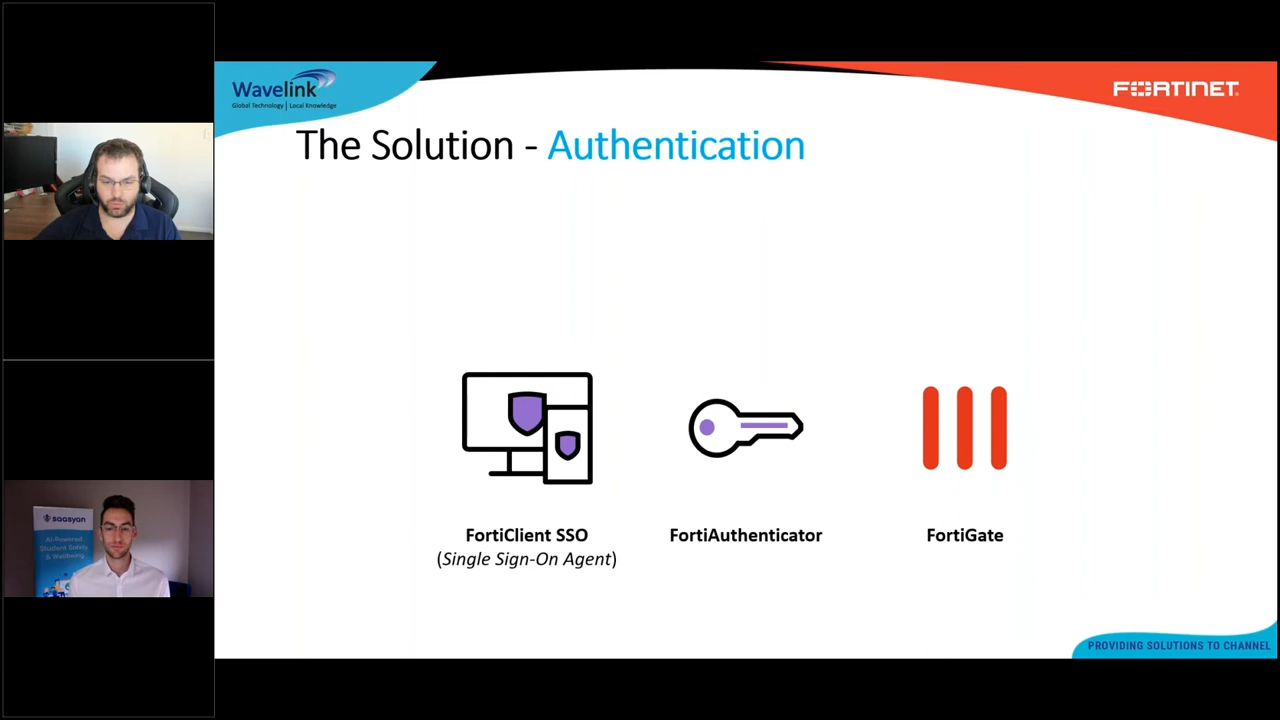 Wavelink
Global Technology | Local Knowledge
FORTINET
The Solution - Authentication
FortiClient SSO
(Single Sign-On Agent)
FortiAuthenticator
FortiGate
saasyan
AI-Powered
Student Safety
& Wellbeing
PROVIDING SOLUTIONS TO CHANNEL